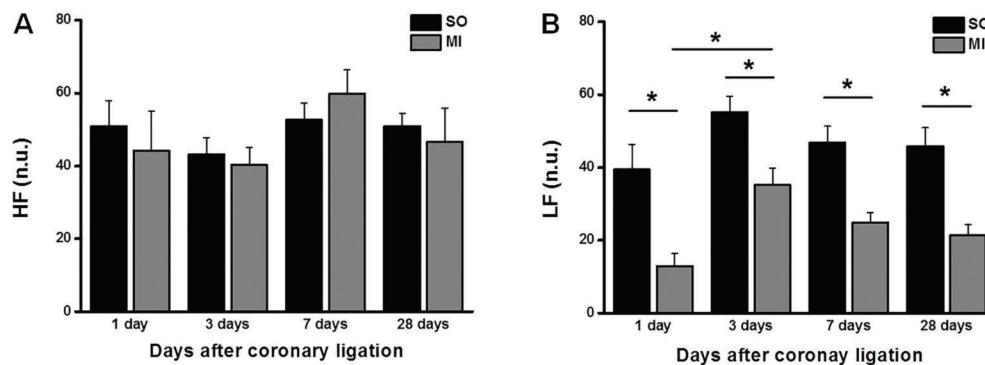 A
B
80
60
40
20
0
HF (n.u.)
SO
MI
1 day
3 days
7 days
28 days
Days after coronary ligation
80
60
40
20
0
LF (n.u.)
SO
MI
*
*
*
*
*
1 day
3 days
7 days
28 days
Days after coronay ligation